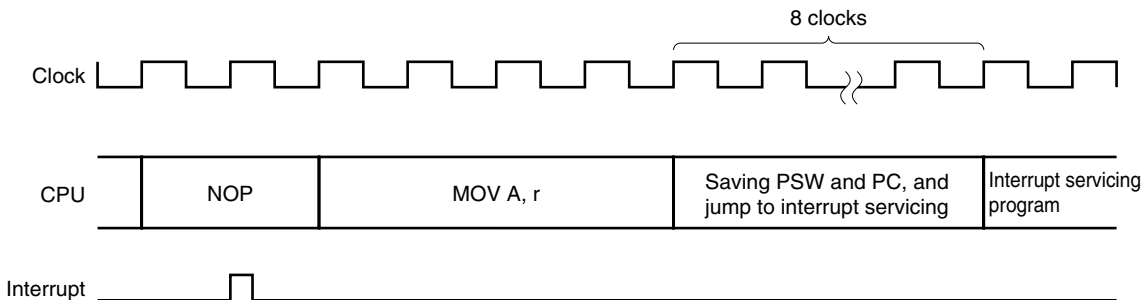 8 clocks
Clock
CPU
NOP
MOV A, r
Saving PSW and PC, and
jump to interrupt servicing
Interrupt servicing
program
Interrupt